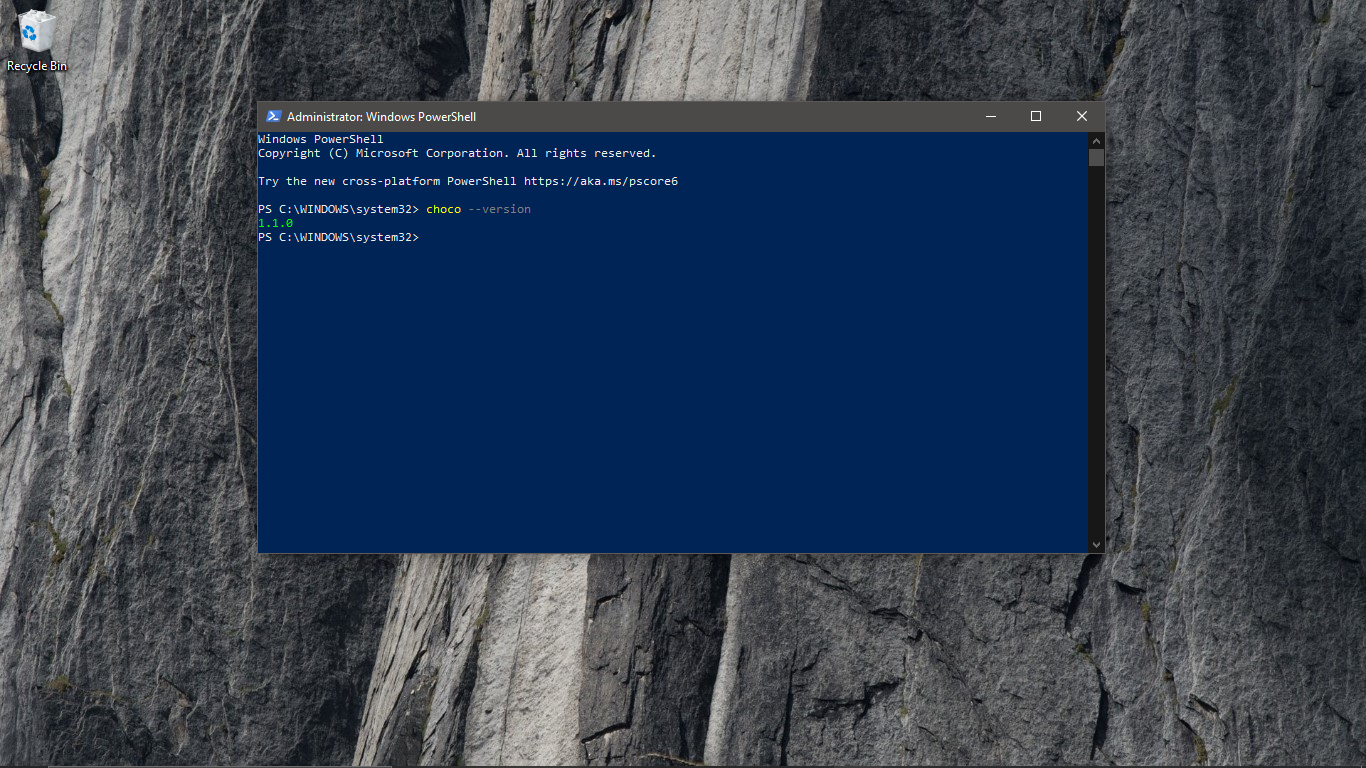 Recycle Bin
Administrator: Windows PowerShell
Windows PowerShell
Copyright (C) Microsoft Corporation. All rights reserved.
Try the new cross-platform PowerShell https://aka.ms/pscore6
PS C:\WINDOWS\system32> choco --version
1.1.0
PS C:\WINDOWS\system32>